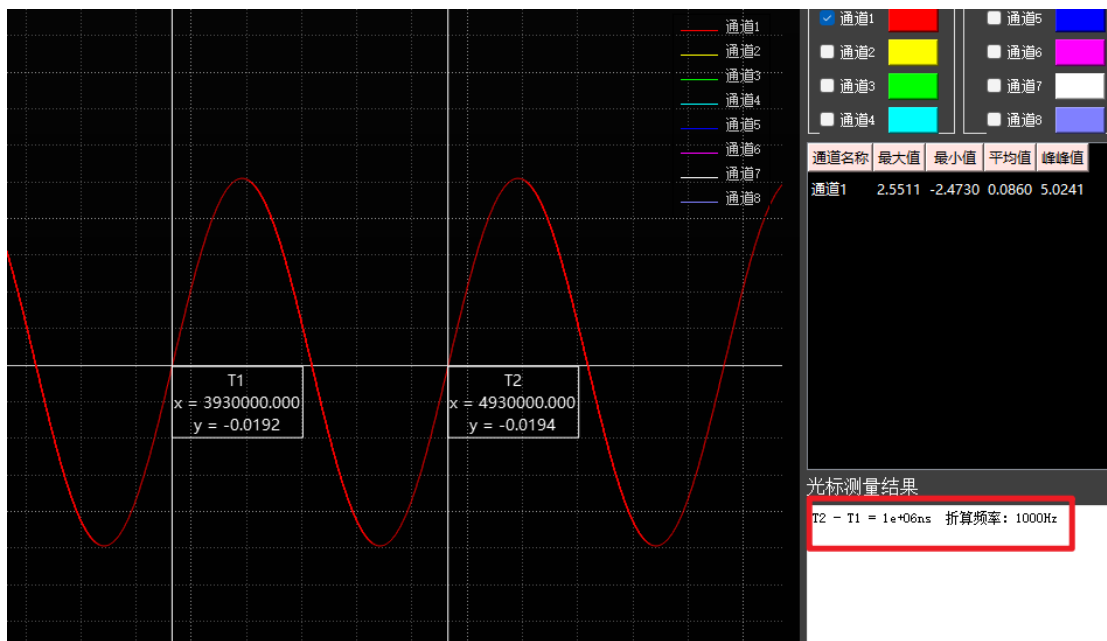 通道1
通道2
通道3
通道4
通道5
通道6
通道7
通道8
T1
x = 3930000.000
y = -0.0192
T2
x = 4930000.000
y = -0.0194
通道1 通道5
通道2 通道6
通道3 通道7
通道4 通道8
通道名称 最大值 最小值 平均值 峰峰值
通道1 2.5511 -2.4730 0.0860 5.0241
光标测量结果
T2 - T1 = 1e+06ns 折算频率: 1000Hz